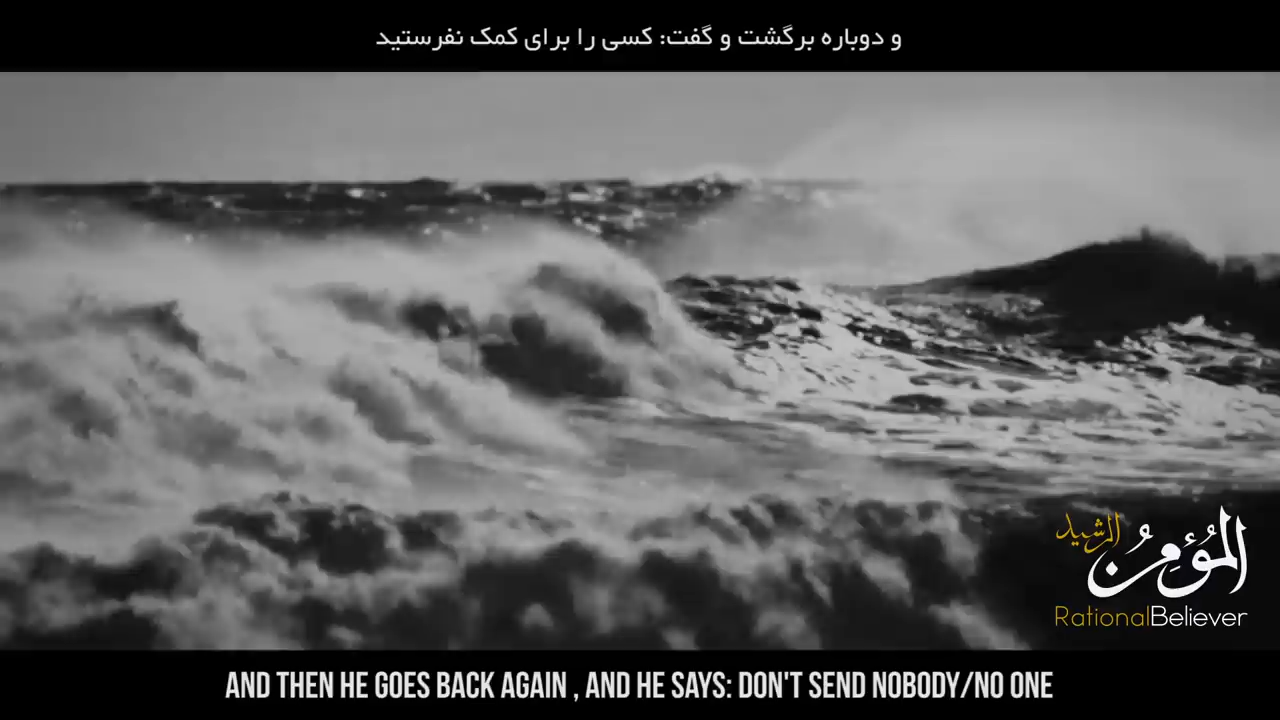 و دوباره برگشت و گفت: کسی را برای کمک نفرستید
المؤمن الرشيد
RationalBeliever
AND THEN HE GOES BACK AGAIN , AND HE SAYS: DON'T SEND NOBODY/NO ONE